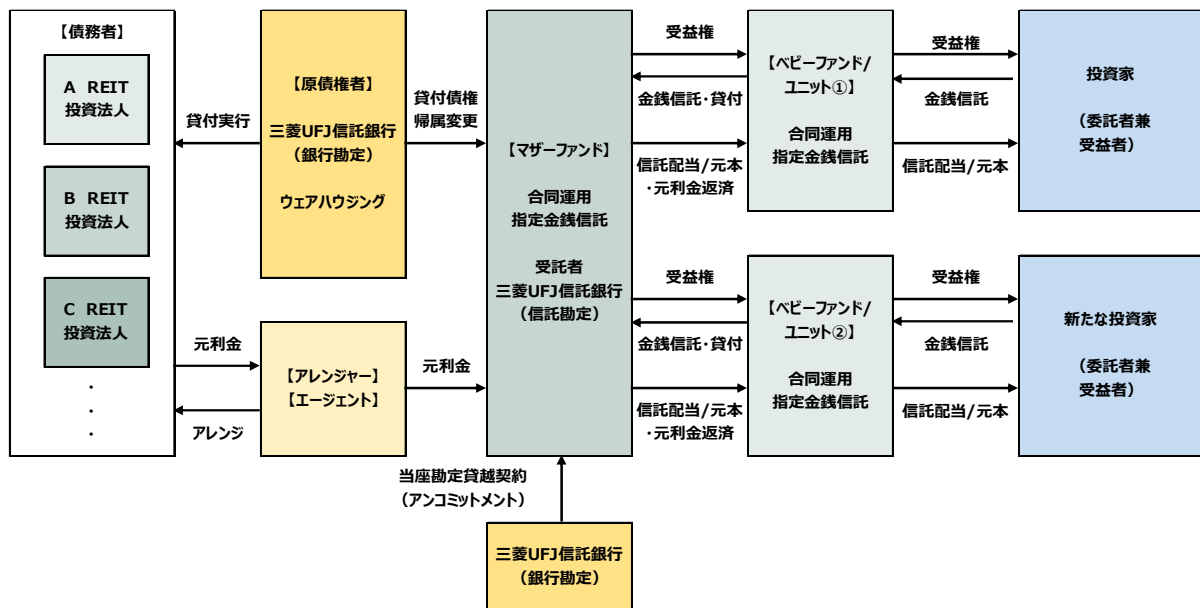 【債務者】
A REIT
投資法人
B REIT
投資法人
C REIT
投資法人
・
・
・
貸付実行
元利金
アレンジ
【原債権者】
三菱UFJ信託銀行
（銀行勘定）
ウェアハウジング
【アレンジャー】
【エージェント】
貸付債権
帰属変更
元利金
【マザーファンド】
合同運用
指定金銭信託
受託者
三菱UFJ信託銀行
（信託勘定）
当座勘定貸越契約
（アンコミットメント）
三菱UFJ信託銀行
（銀行勘定）
受益権
金銭信託・貸付
信託配当/元本
・元利金返済
受益権
金銭信託・貸付
信託配当/元本
・元利金返済
【ベビーファンド/
ユニット①】
合同運用
指定金銭信託
【ベビーファンド/
ユニット②】
合同運用
指定金銭信託
受益権
金銭信託
信託配当/元本
受益権
金銭信託
信託配当/元本
投資家
（委託者兼
受益者）
新たな投資家
（委託者兼
受益者）